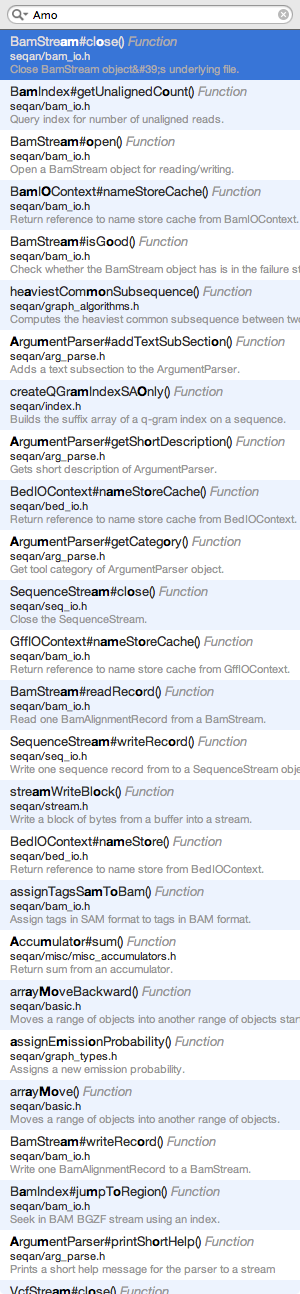 Amo
BamStream#close() Function
seqan/bam_io.h
Close BamStream object&#39;s underlying file.
BamIndex#getUnalignedCount() Function
seqan/bam_io.h
Query index for number of unaligned reads.
BamStream#open() Function
seqan/bam_io.h
Open a BamStream object for reading/writing.
BamIOContext#nameStoreCache() Function
seqan/bam_io.h
Return reference to name store cache from BamIOContext.
BamStream#isGood() Function
seqan/bam_io.h
Check whether the BamStream object has is in the failure st
heaviestCommonSubsequence() Function
seqan/graph_algorithms.h
Computes the heaviest common subsequence between two
ArgumentParser#addTextSubSection() Function
seqan/arg_parse.h
Adds a text subsection to the ArgumentParser.
createQGramIndexSAOnly() Function
seqan/index.h
Builds the suffix array of a q-gram index on a sequence.
ArgumentParser#getShortDescription() Function
seqan/arg_parse.h
Gets short description of ArgumentParser.
BedIOContext#nameStoreCache() Function
seqan/bed_io.h
Return reference to name store cache from BedIOContext.
ArgumentParser#getCategory() Function
seqan/arg_parse.h
Get tool category of ArgumentParser object.
SequenceStream#close() Function
seqan/seq_io.h
Close the SequenceStream.
GffIOContext#nameStoreCache() Function
seqan/bam_io.h
Return reference to name store cache from GffIOContext.
BamStream#readRecord() Function
seqan/bam_io.h
Read one BamAlignmentRecord from a BamStream.
SequenceStream#writeRecord() Function
seqan/seq_io.h
Write one sequence record from to a SequenceStream obje
streamWriteBlock() Function
seqan/stream.h
Write a block of bytes from a buffer into a stream.
BedIOContext#nameStore() Function
seqan/bed_io.h
Return reference to name store from BedIOContext.
assignTagsSamToBam() Function
seqan/bam_io.h
Assign tags in SAM format to tags in BAM format.
Accumulator#sum() Function
seqan/misc/misc_accumulators.h
Return sum from an accumulator.
arrayMoveBackward() Function
seqan/basic.h
Moves a range of objects into another range of objects star
assignEmissionProbability() Function
seqan/graph_types.h
Assigns a new emission probability.
arrayMove() Function
seqan/basic.h
Moves a range of objects into another range of objects.
BamStream#writeRecord() Function
seqan/bam_io.h
Write one BamAlignmentRecord to a BamStream.
BamIndex#jumpToRegion() Function
seqan/bam_io.h
Seek in BAM BGZF stream using an index.
ArgumentParser#printShortHelp() Function
seqan/arg_parse.h
Prints a short help message for the parser to a stream
VcfStream#close() Function